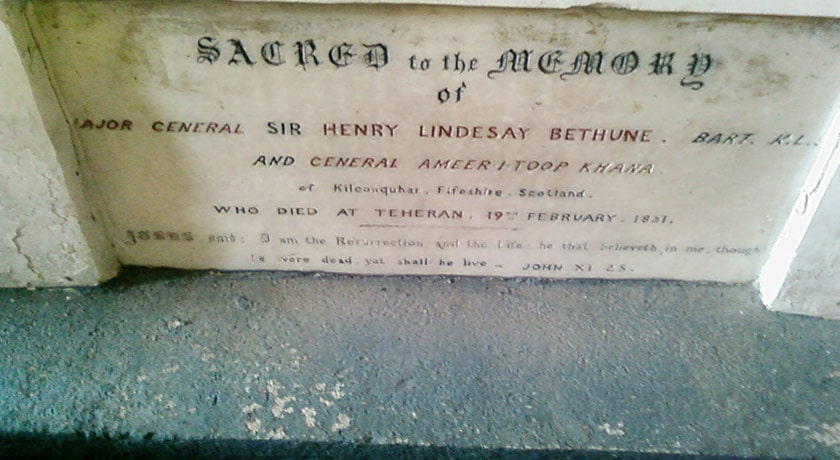 SACRED to the MEMORY
of
MAJOR GENERAL SIR HENRY LINDESAY BETHUNE. BART. K.L.S.
AND GENERAL AMEER-I-TOOP KHANA.
of Kilconquhar. Fifeshire. Scotland.
WHO DIED AT TEHERAN. 19TH FEBRUARY. 1851.
JESUS said: I am the Resurrection and the Life: he that believeth in me, though
he were dead, yet shall he live - JOHN XI 25.